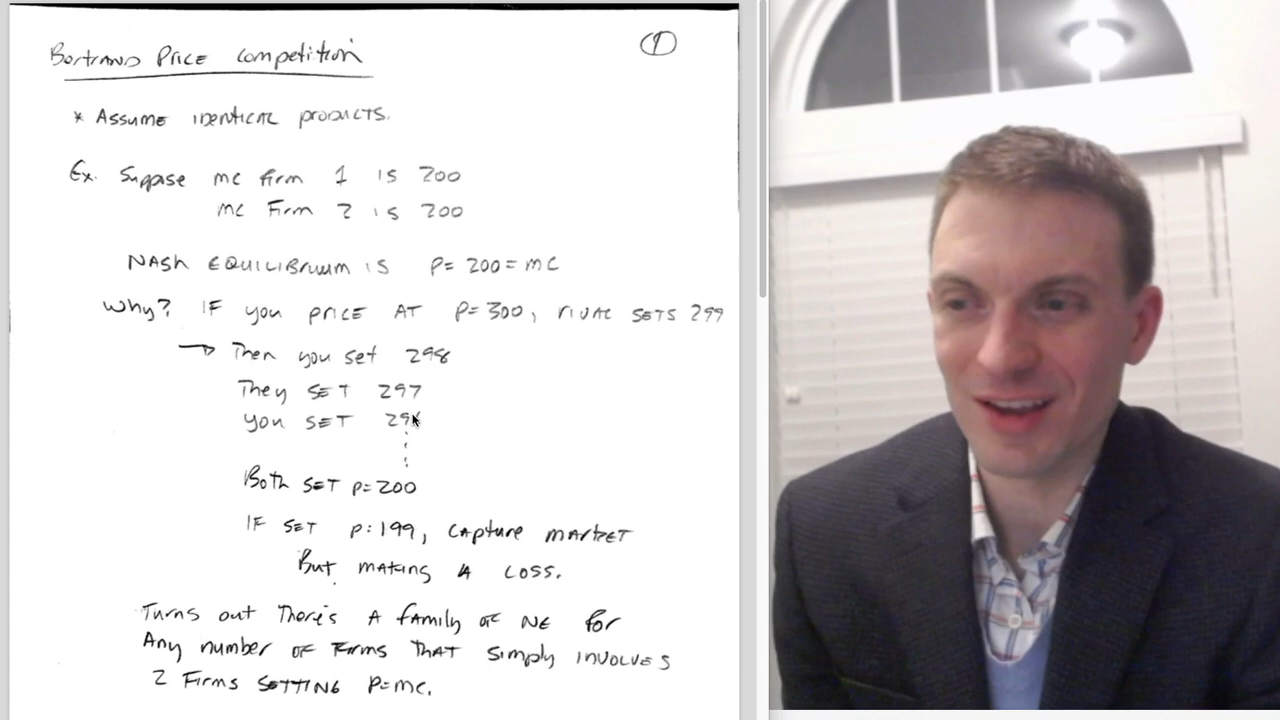 Bertrand Price Competition
1
* Assume identical products.
Ex. Suppose mc firm 1 is 200
mc Firm 2 is 200
Nash Equilibrium is P=200=mc
Why? If you price at P=300, rival sets 299
→ Then you set 298
They set 297
You set 296
Both set p=200
If set p=199, capture market
But making a loss.
Turns out there's a family of NE for
Any number of firms that simply involves
2 Firms setting P=mc.